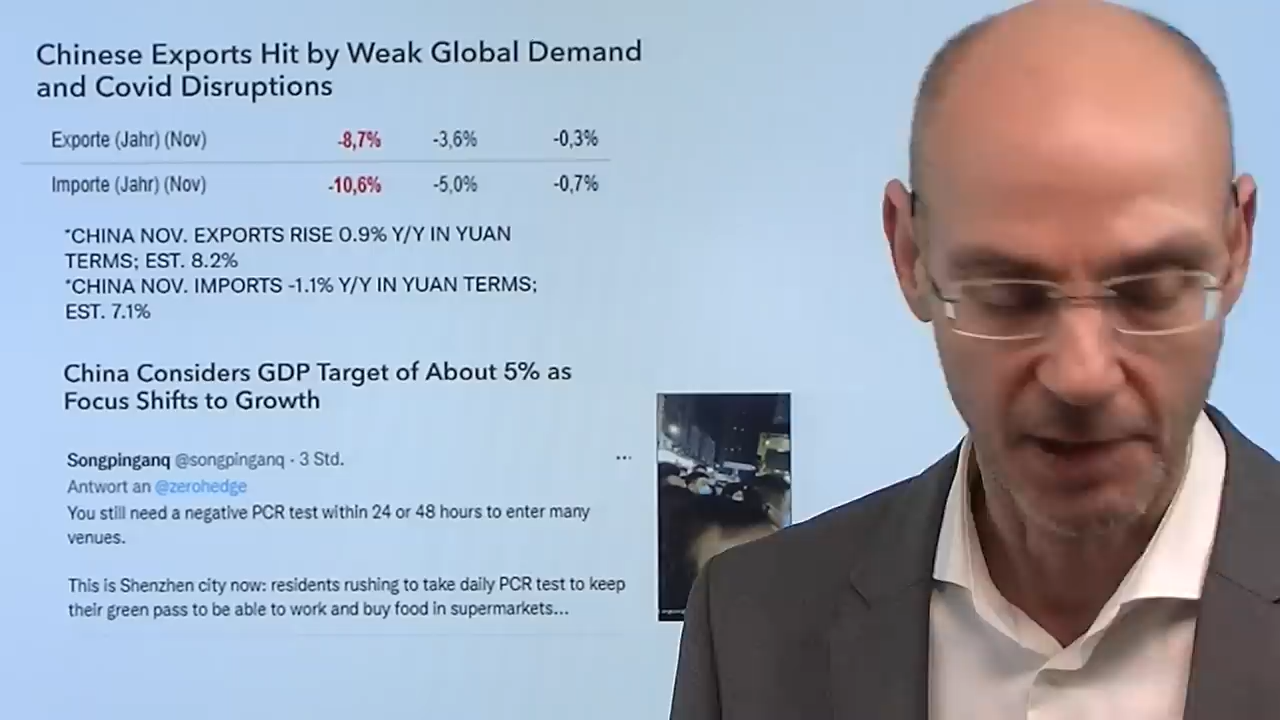 Chinese Exports Hit by Weak Global Demand
and Covid Disruptions
Exporte (Jahr) (Nov) -8,7% -3,6% -0,3%
Importe (Jahr) (Nov) -10,6% -5,0% -0,7%
*CHINA NOV. EXPORTS RISE 0.9% Y/Y IN YUAN
TERMS; EST. 8.2%
*CHINA NOV. IMPORTS -1.1% Y/Y IN YUAN TERMS;
EST. 7.1%
China Considers GDP Target of About 5% as
Focus Shifts to Growth
Songpinganq @songpinganq · 3 Std. ...
Antwort an @zerohedge
You still need a negative PCR test within 24 or 48 hours to enter many
venues.
This is Shenzhen city now: residents rushing to take daily PCR test to keep
their green pass to be able to work and buy food in supermarkets...